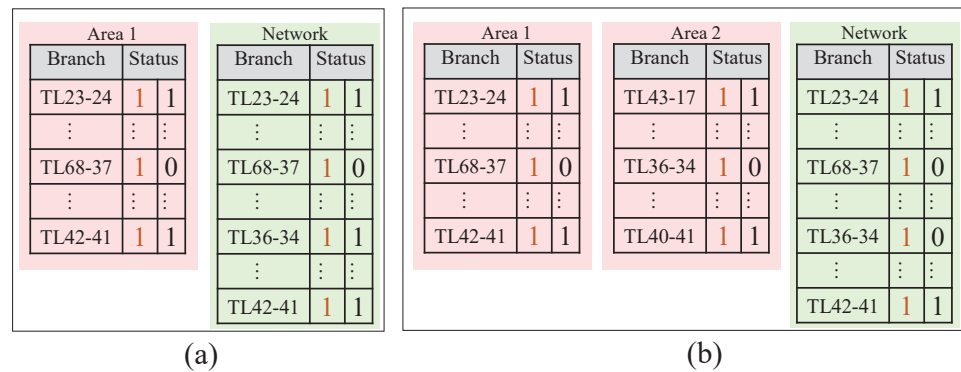 Area 1
Branch Status
TL23-24 1 1
⋮ ⋮ ⋮
TL68-37 1 0
⋮ ⋮ ⋮
TL42-41 1 1
Network
Branch Status
TL23-24 1 1
⋮ ⋮ ⋮
TL68-37 1 0
⋮ ⋮ ⋮
TL36-34 1 1
⋮ ⋮ ⋮
TL42-41 1 1
(a)
Area 1
Branch Status
TL23-24 1 1
⋮ ⋮ ⋮
TL68-37 1 0
⋮ ⋮ ⋮
TL42-41 1 1
Area 2
Branch Status
TL43-17 1 1
⋮ ⋮ ⋮
TL36-34 1 0
⋮ ⋮ ⋮
TL40-41 1 1
Network
Branch Status
TL23-24 1 1
⋮ ⋮ ⋮
TL68-37 1 0
⋮ ⋮ ⋮
TL36-34 1 0
⋮ ⋮ ⋮
TL42-41 1 1
(b)